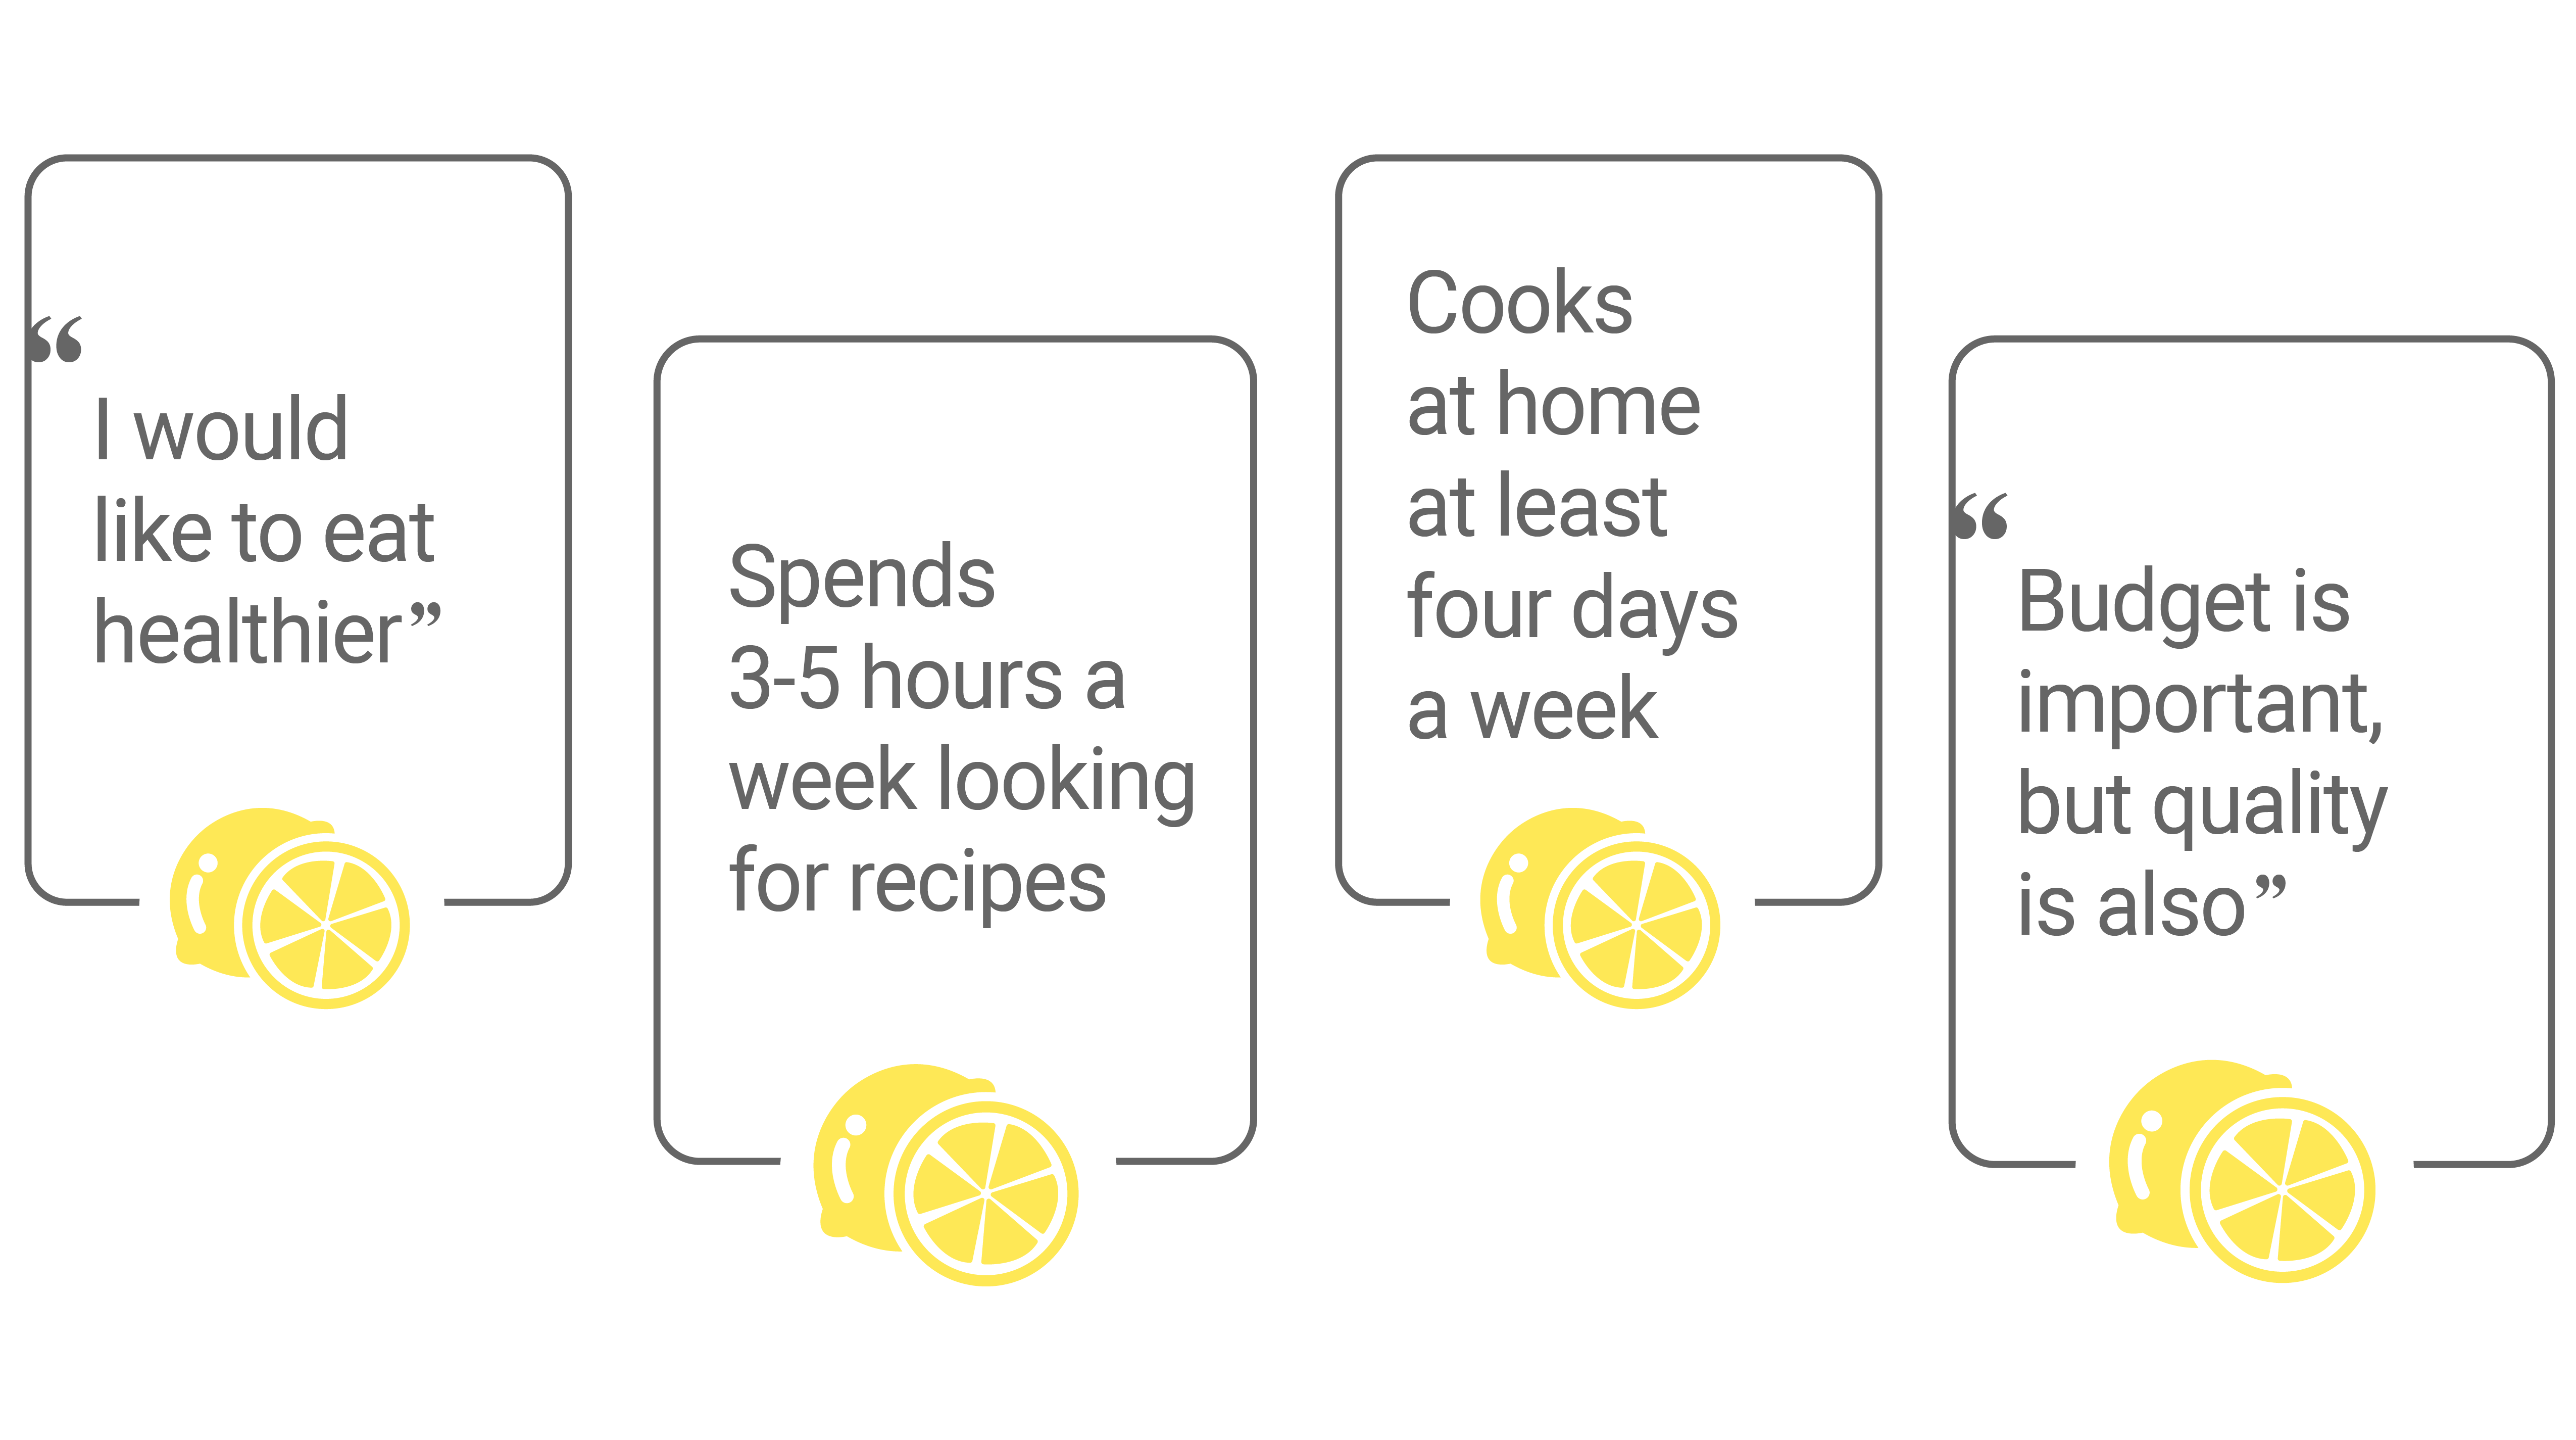 “
I would
like to eat
healthier”
Spends
3-5 hours a
week looking
for recipes
Cooks
at home
at least
four days
a week
“
Budget is
important,
but quality
is also”